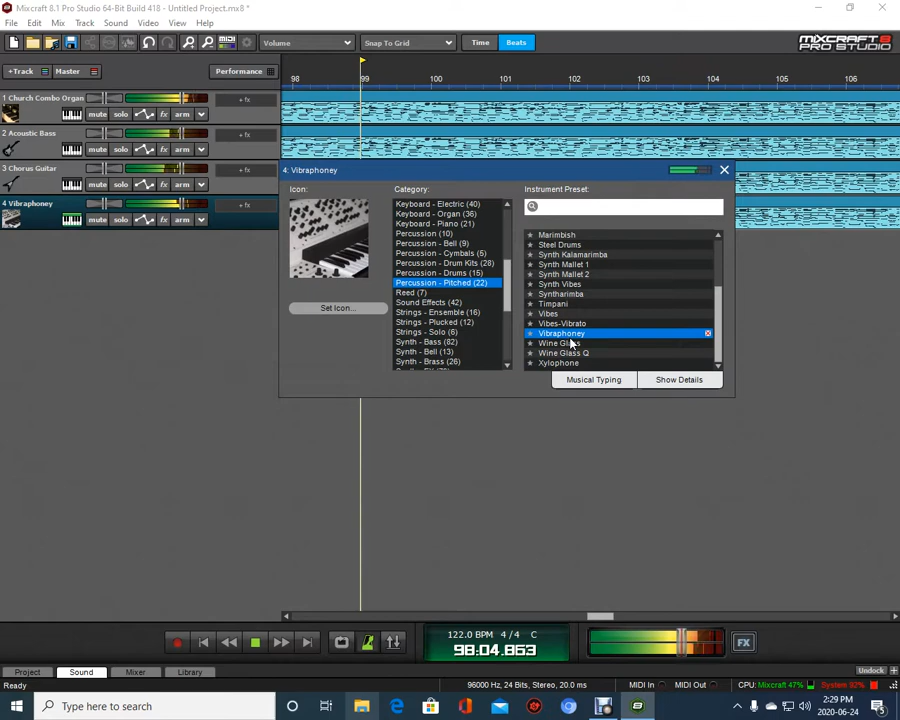 Mixcraft 8.1 Pro Studio 64-Bit Build 418 - Untitled Project.mx8 *
File Edit Mix Track Sound Video View Help
Volume Snap To Grid Time Beats MIXCRAFT 8 PRO STUDIO
+Track Master Performance
98 99 100 101 102 103 104 105 106
1 Church Combo Organ + fx
mute solo fx arm
2 Acoustic Bass + fx
mute solo fx arm
3 Chorus Guitar + fx
mute solo fx arm
4 Vibraphoney + fx
mute solo fx arm
4: Vibraphoney
Icon: Category: Instrument Preset:
Set Icon...
Keyboard - Electric (40)
Keyboard - Organ (36)
Keyboard - Piano (21)
Percussion (10)
Percussion - Bell (9)
Percussion - Cymbals (5)
Percussion - Drum Kits (28)
Percussion - Drums (15)
Percussion - Pitched (22)
Reed (7)
Sound Effects (42)
Strings - Ensemble (16)
Strings - Plucked (12)
Strings - Solo (6)
Synth - Bass (82)
Synth - Bell (13)
Synth - Brass (26)
Marimbish
Steel Drums
Synth Kalamarimba
Synth Mallet 1
Synth Mallet 2
Synth Vibes
Syntharimba
Timpani
Vibes
Vibes-Vibrato
Vibraphoney
Wine Glass
Wine Glass Q
Xylophone
Musical Typing Show Details
122.0 BPM 4 / 4 C
98:04.863
FX
Project Sound Mixer Library Undock
Ready 96000 Hz, 24 Bits, Stereo, 20.0 ms MIDI In MIDI Out CPU: Mixcraft 47% System 92%
Type here to search 2:29 PM
2020-06-24
5